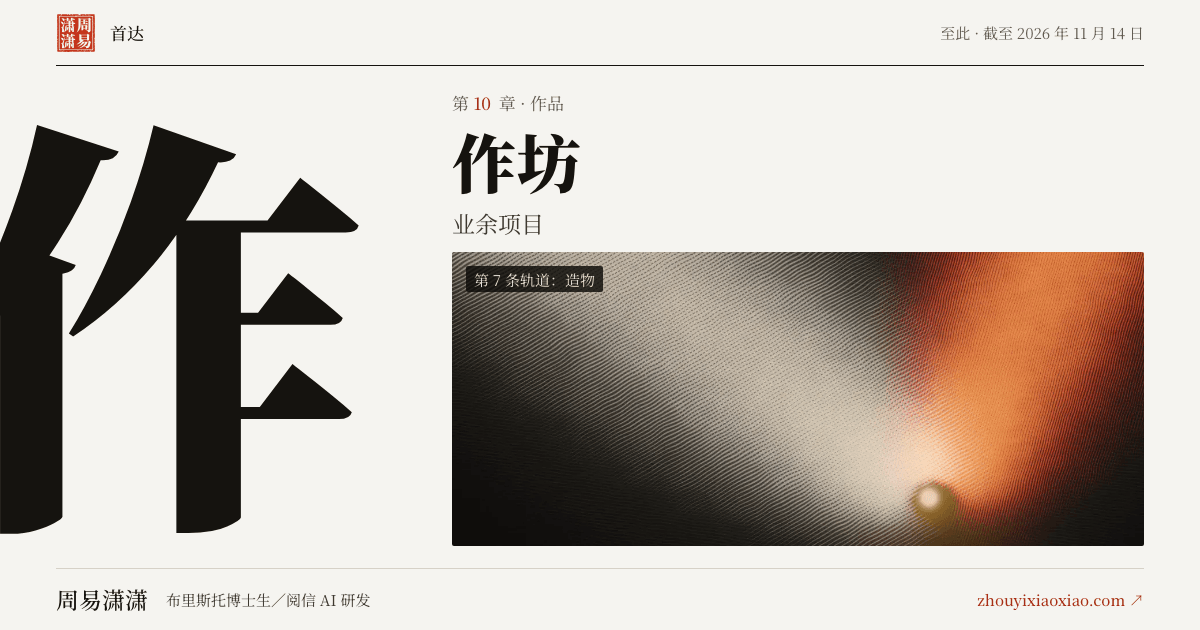 周易潇潇
首达
至此 · 截至 2026 年 11 月 14 日
作
第 10 章 · 作品
作坊
业余项目
第 7 条轨道：造物
周易潇潇
布里斯托博士生／阅信 AI 研发
zhouyixiaoxiao.com ↗